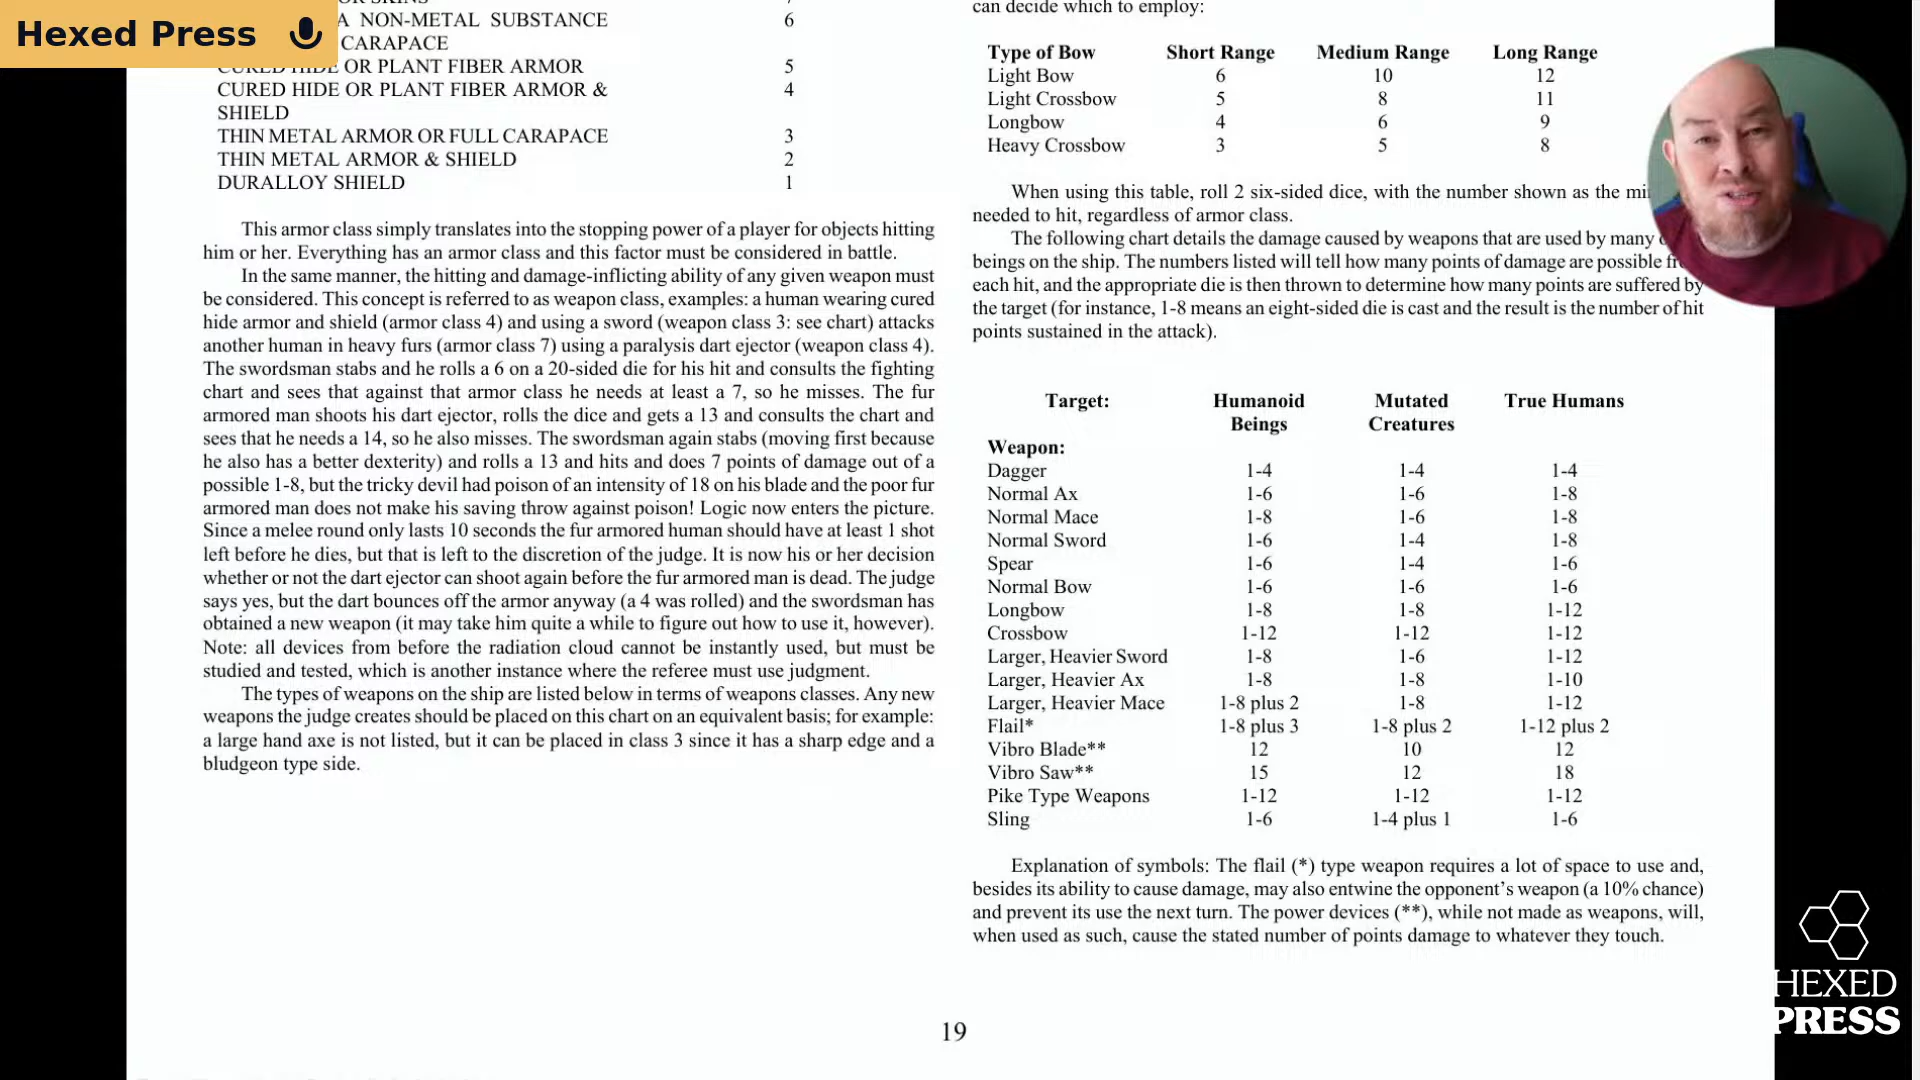 Hexed Press
A NON-METAL SUBSTANCE 6
CARAPACE
CURED HIDE OR PLANT FIBER ARMOR 5
CURED HIDE OR PLANT FIBER ARMOR & 4
SHIELD
THIN METAL ARMOR OR FULL CARAPACE 3
THIN METAL ARMOR & SHIELD 2
DURALLOY SHIELD 1
This armor class simply translates into the stopping power of a player for objects hitting
him or her. Everything has an armor class and this factor must be considered in battle.
In the same manner, the hitting and damage-inflicting ability of any given weapon must
be considered. This concept is referred to as weapon class, examples: a human wearing cured
hide armor and shield (armor class 4) and using a sword (weapon class 3: see chart) attacks
another human in heavy furs (armor class 7) using a paralysis dart ejector (weapon class 4).
The swordsman stabs and he rolls a 6 on a 20-sided die for his hit and consults the fighting
chart and sees that against that armor class he needs at least a 7, so he misses. The fur
armored man shoots his dart ejector, rolls the dice and gets a 13 and consults the chart and
sees that he needs a 14, so he also misses. The swordsman again stabs (moving first because
he also has a better dexterity) and rolls a 13 and hits and does 7 points of damage out of a
possible 1-8, but the tricky devil had poison of an intensity of 18 on his blade and the poor fur
armored man does not make his saving throw against poison! Logic now enters the picture.
Since a melee round only lasts 10 seconds the fur armored human should have at least 1 shot
left before he dies, but that is left to the discretion of the judge. It is now his or her decision
whether or not the dart ejector can shoot again before the fur armored man is dead. The judge
says yes, but the dart bounces off the armor anyway (a 4 was rolled) and the swordsman has
obtained a new weapon (it may take him quite a while to figure out how to use it, however).
Note: all devices from before the radiation cloud cannot be instantly used, but must be
studied and tested, which is another instance where the referee must use judgment.
The types of weapons on the ship are listed below in terms of weapons classes. Any new
weapons the judge creates should be placed on this chart on an equivalent basis; for example:
a large hand axe is not listed, but it can be placed in class 3 since it has a sharp edge and a
bludgeon type side.
can decide which to employ:
Type of Bow Short Range Medium Range Long Range
Light Bow 6 10 12
Light Crossbow 5 8 11
Longbow 4 6 9
Heavy Crossbow 3 5 8
When using this table, roll 2 six-sided dice, with the number shown as the
needed to hit, regardless of armor class.
The following chart details the damage caused by weapons that are used by many
beings on the ship. The numbers listed will tell how many points of damage are possible
each hit, and the appropriate die is then thrown to determine how many points are suffered by
the target (for instance, 1-8 means an eight-sided die is cast and the result is the number of hit
points sustained in the attack).
Target: Humanoid Mutated True Humans
Beings Creatures
Weapon:
Dagger 1-4 1-4 1-4
Normal Ax 1-6 1-6 1-8
Normal Mace 1-8 1-6 1-8
Normal Sword 1-6 1-4 1-8
Spear 1-6 1-4 1-6
Normal Bow 1-6 1-6 1-6
Longbow 1-8 1-8 1-12
Crossbow 1-12 1-12 1-12
Larger, Heavier Sword 1-8 1-6 1-12
Larger, Heavier Ax 1-8 1-8 1-10
Larger, Heavier Mace 1-8 plus 2 1-8 1-12
Flail* 1-8 plus 3 1-8 plus 2 1-12 plus 2
Vibro Blade** 12 10 12
Vibro Saw** 15 12 18
Pike Type Weapons 1-12 1-12 1-12
Sling 1-6 1-4 plus 1 1-6
Explanation of symbols: The flail (*) type weapon requires a lot of space to use and,
besides its ability to cause damage, may also entwine the opponent's weapon (a 10% chance)
and prevent its use the next turn. The power devices (**), while not made as weapons, will,
when used as such, cause the stated number of points damage to whatever they touch.
19
HEXED
PRESS